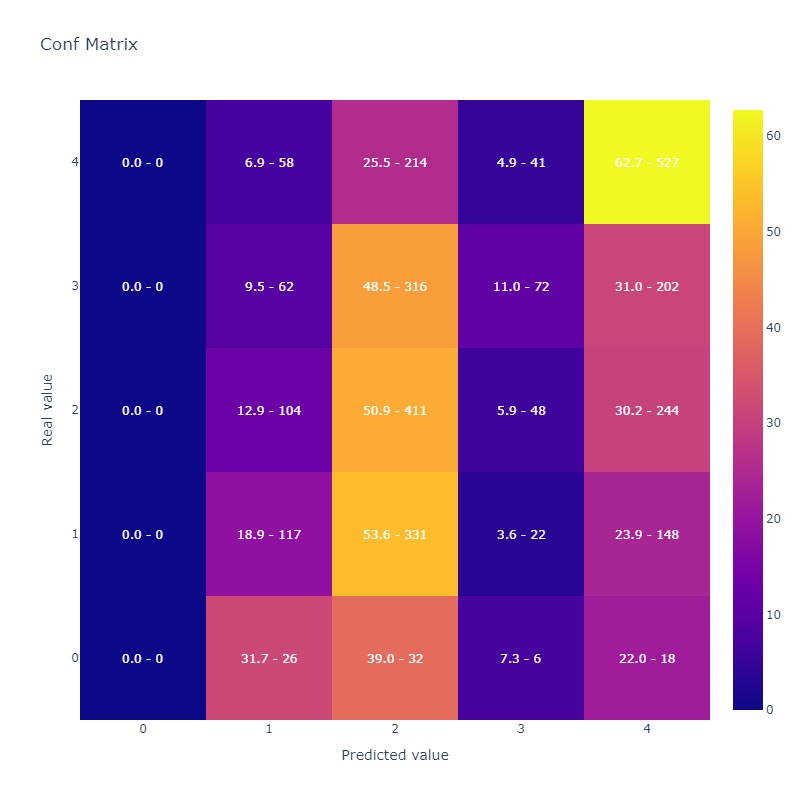 Conf Matrix
60
4 0.0 - 0 6.9 - 58 25.5 - 214 4.9 - 41 62.7 - 527
50
3 0.0 - 0 9.5 - 62 48.5 - 316 11.0 - 72 31.0 - 202
40
Real value
2 0.0 - 0 12.9 - 104 50.9 - 411 5.9 - 48 30.2 - 244
30
20
1 0.0 - 0 18.9 - 117 53.6 - 331 3.6 - 22 23.9 - 148
10
0 0.0 - 0 31.7 - 26 39.0 - 32 7.3 - 6 22.0 - 18
0
0 1 2 3 4
Predicted value